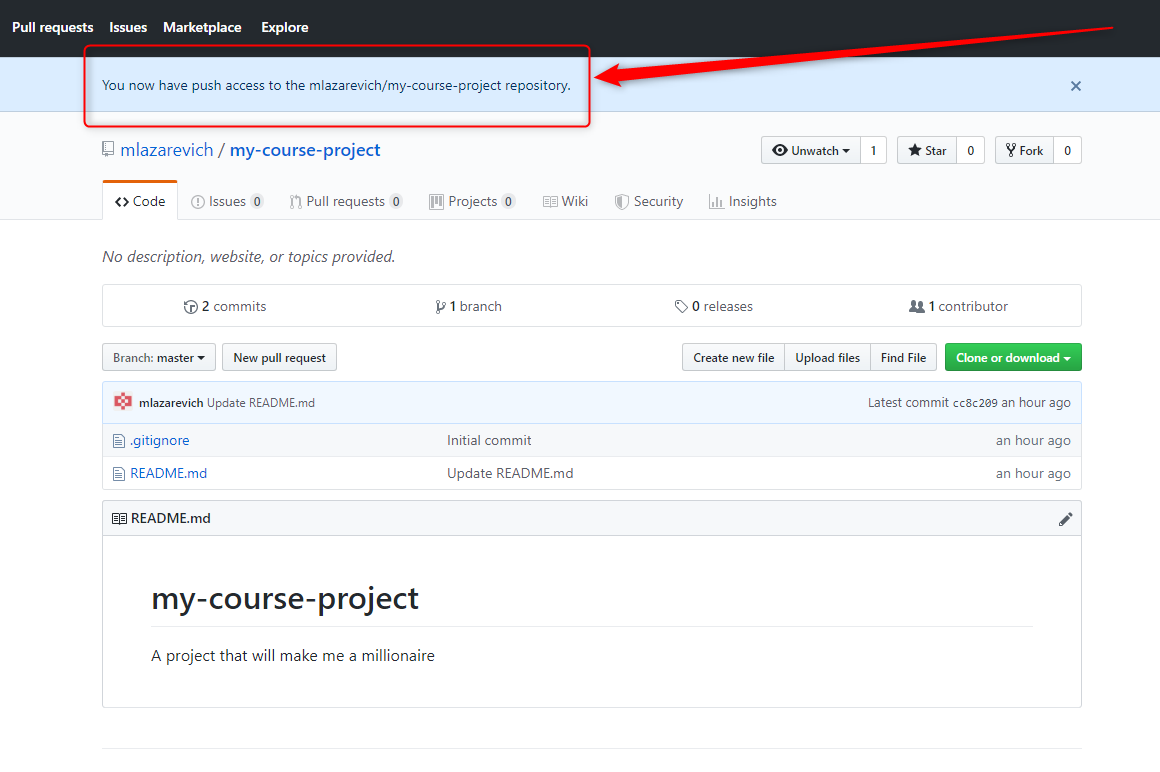 Pull requests Issues Marketplace Explore
You now have push access to the mlazarevich/my-course-project repository.
mlazarevich / my-course-project
Unwatch 1 Star 0 Fork 0
Code Issues 0 Pull requests 0 Projects 0 Wiki Security Insights
No description, website, or topics provided.
2 commits 1 branch 0 releases 1 contributor
Branch: master New pull request Create new file Upload files Find File Clone or download
mlazarevich Update README.md Latest commit cc8c209 an hour ago
.gitignore Initial commit an hour ago
README.md Update README.md an hour ago
README.md
my-course-project
A project that will make me a millionaire